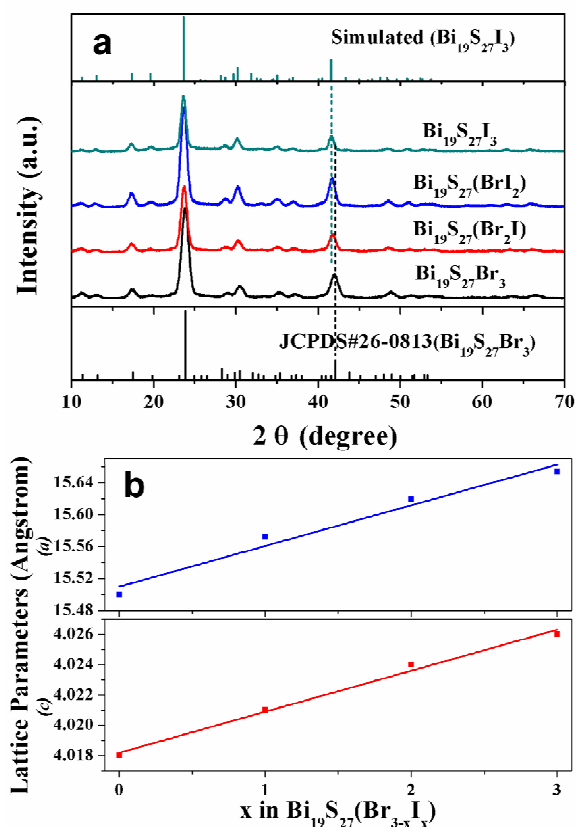 a
Simulated (Bi19S27I3)
Bi19S27I3
Bi19S27(BrI2)
Bi19S27(Br2I)
Bi19S27Br3
JCPDS#26-0813(Bi19S27Br3)
Intensity (a.u.)
10 20 30 40 50 60 70
2 θ (degree)
b
15.64
15.60
15.56
15.52
15.48
4.026
4.024
4.022
4.020
4.018
Lattice Parameters (Angstrom)
(a)
(c)
0 1 2 3
x in Bi19S27(Br3-xIx)